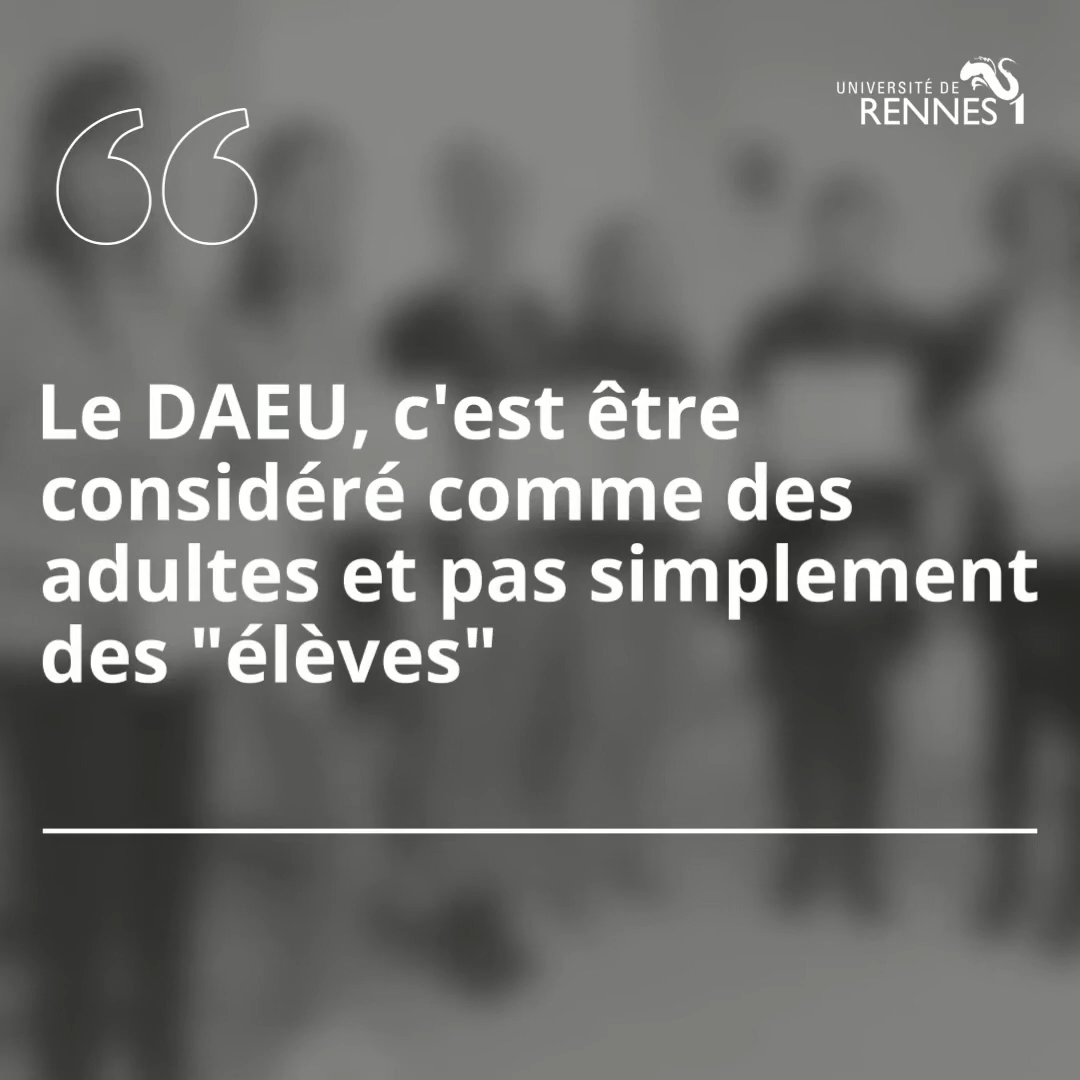 UNIVERSITÉ DE
RENNES 1
Le DAEU, c'est être
considéré comme des
adultes et pas simplement
des "élèves"